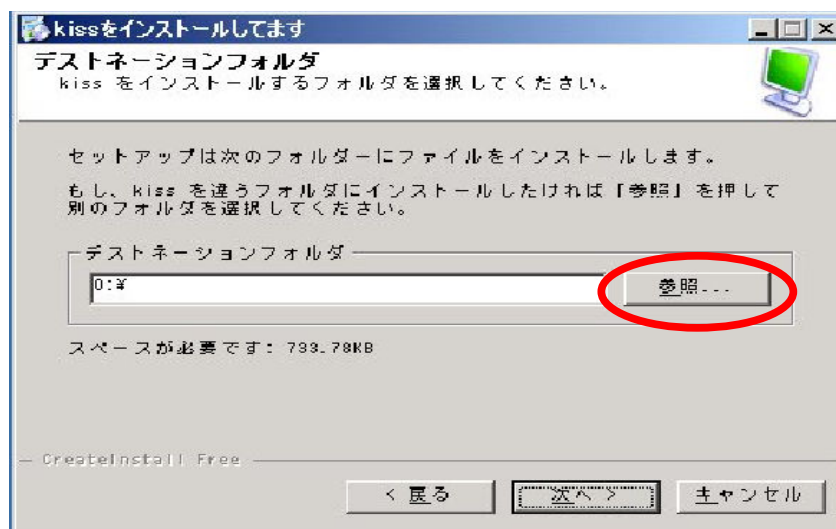 kissをインストールしてます
デストネーションフォルダ
kiss をインストールするフォルダを選択してください。
セットアップは次のフォルダーにファイルをインストールします。
もし、kiss を違うフォルダにインストールしたければ「参照」を押して
別のフォルダを選択してください。
デストネーションフォルダ
0:¥ 参照...
スペースが必要です: 733.78KB
CreateInstall Free
< 戻る 次へ > キャンセル